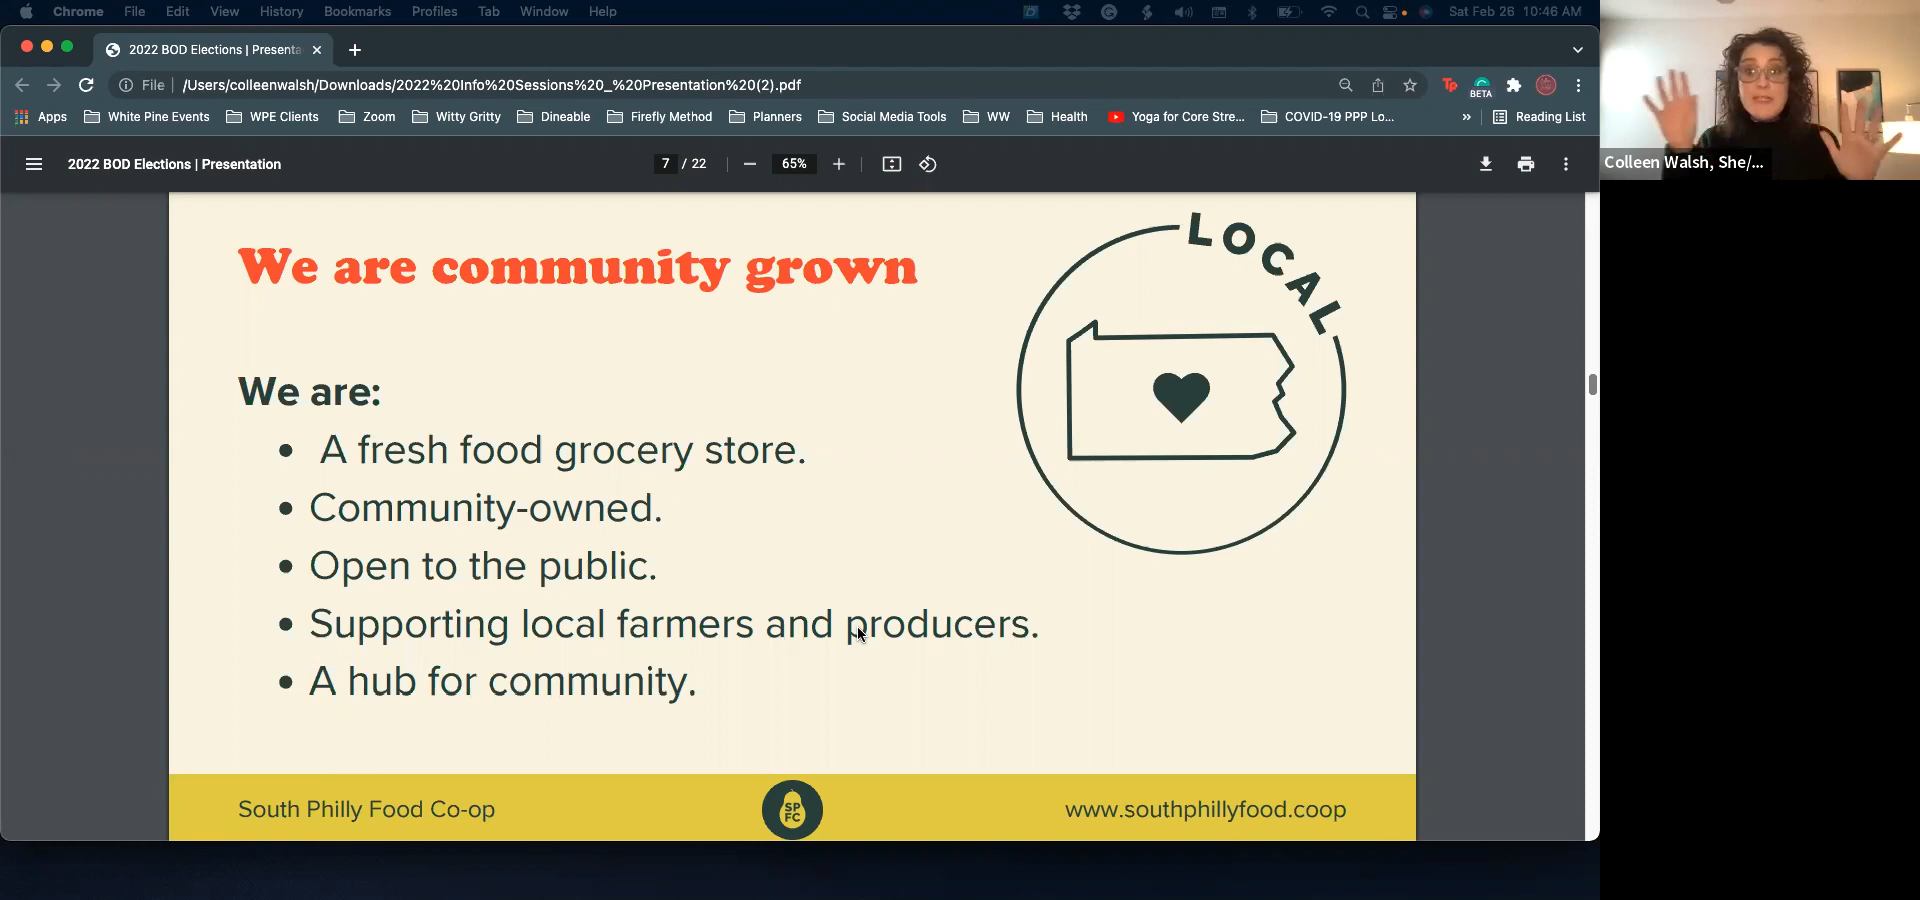 Chrome File Edit View History Bookmarks Profiles Tab Window Help Sat Feb 26 10:46 AM
2022 BOD Elections | Presenta
File /Users/colleenwalsh/Downloads/2022%20Info%20Sessions%20_%20Presentation%20(2).pdf
Tp BETA
Apps White Pine Events WPE Clients Zoom Witty Gritty Dineable Firefly Method Planners Social Media Tools WW Health Yoga for Core Stre... COVID-19 PPP Lo... » Reading List
2022 BOD Elections | Presentation 7 / 22 65%
Colleen Walsh, She/...
LOCAL
We are community grown
We are:
• A fresh food grocery store.
• Community-owned.
• Open to the public.
• Supporting local farmers and producers.
• A hub for community.
South Philly Food Co-op
SP
FC
www.southphillyfood.coop